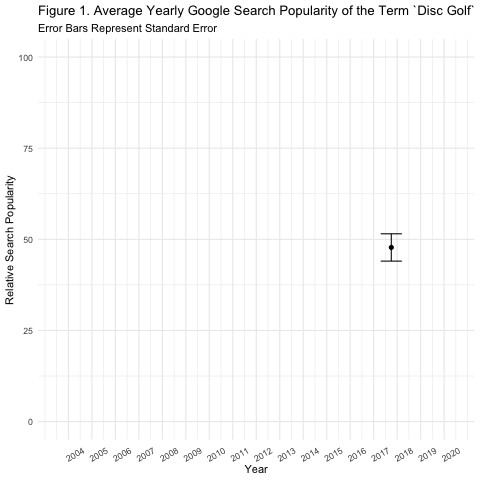 Figure 1. Average Yearly Google Search Popularity of the Term `Disc Golf`
Error Bars Represent Standard Error
100
75
50
25
0
Relative Search Popularity
2004 2005 2006 2007 2008 2009 2010 2011 2012 2013 2014 2015 2016 2017 2018 2019 2020
Year